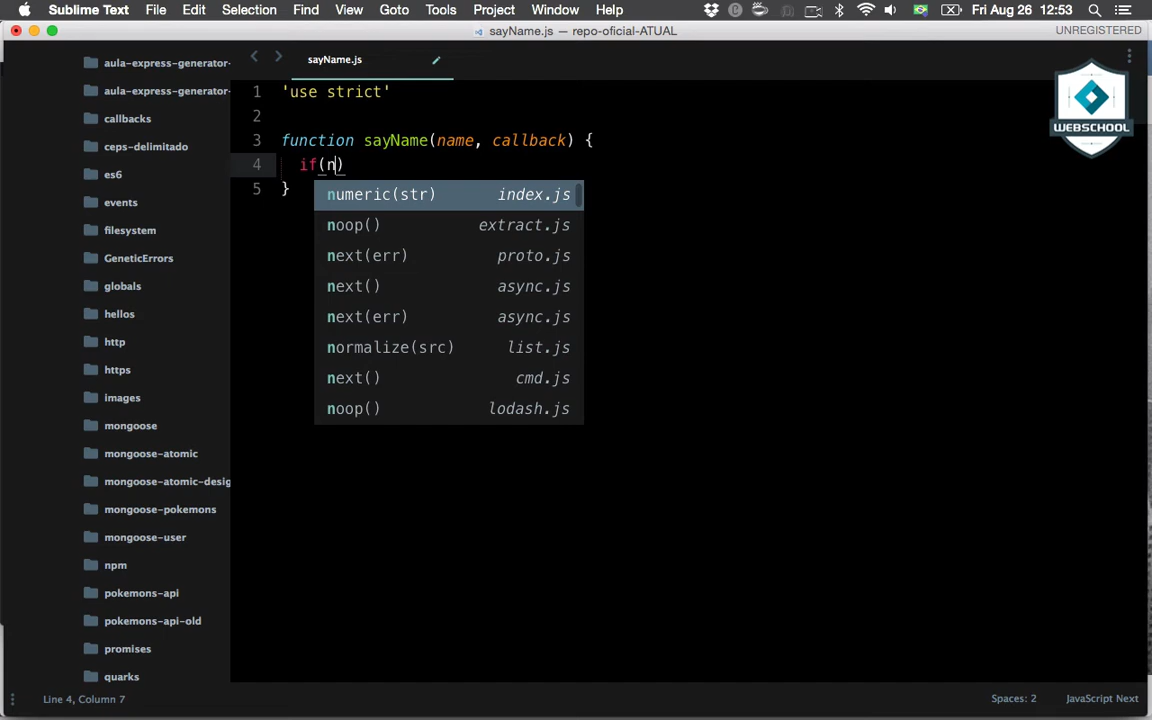 Sublime Text File Edit Selection Find View Goto Tools Project Window Help Fri Aug 26 12:53
sayName.js — repo-oficial-ATUAL UNREGISTERED
sayName.js
WEBSCHOOL
aula-express-generator-
aula-express-generator-
callbacks
ceps-delimitado
es6
events
filesystem
GeneticErrors
globals
hellos
http
https
images
mongoose
mongoose-atomic
mongoose-atomic-desig
mongoose-pokemons
mongoose-user
npm
pokemons-api
pokemons-api-old
promises
quarks
1 'use strict'
2
3 function sayName(name, callback) {
4 if(n)
5 }
numeric(str) index.js
noop() extract.js
next(err) proto.js
next() async.js
next(err) async.js
normalize(src) list.js
next() cmd.js
noop() lodash.js
Line 4, Column 7 Spaces: 2 JavaScript Next